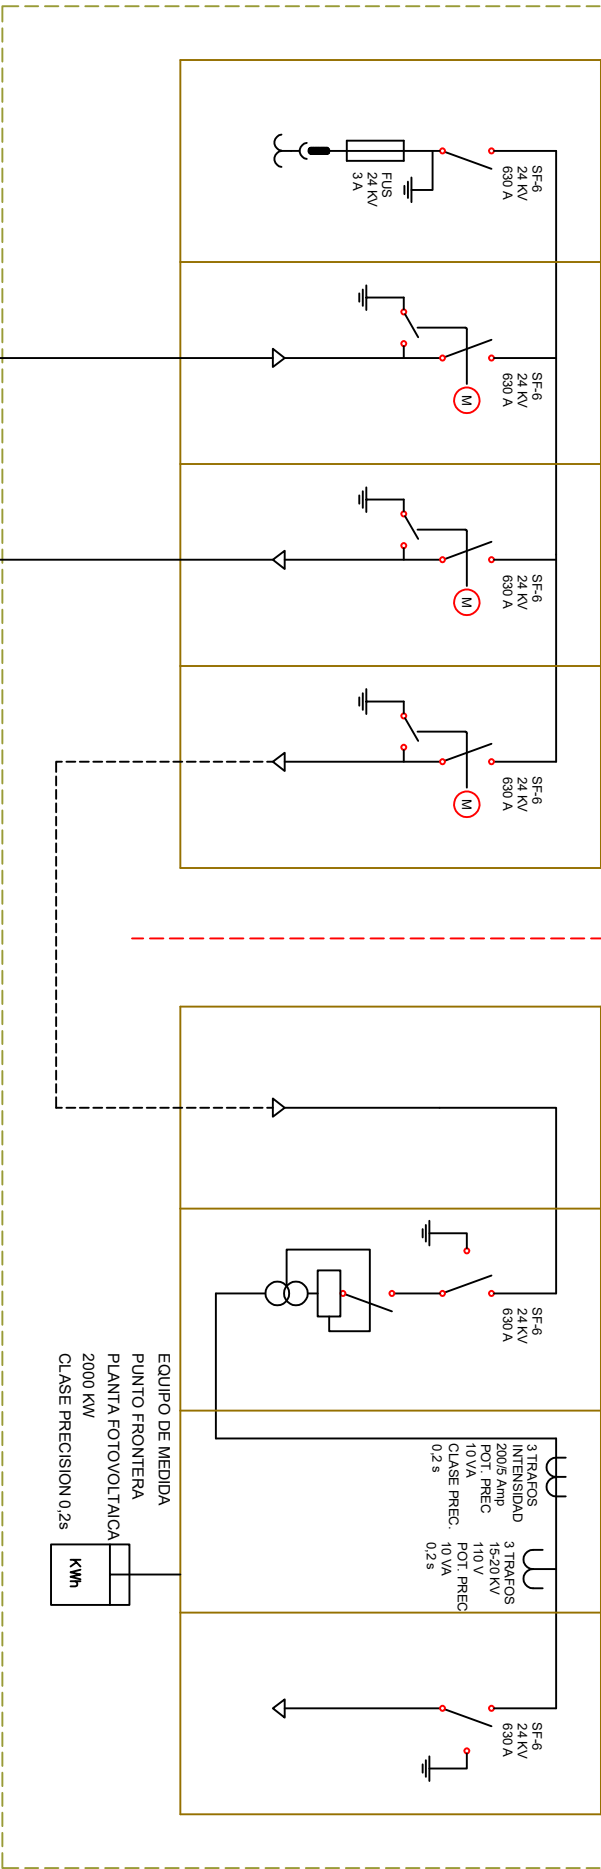 SF-6
24 KV
630 A
FUS
24 KV
3 A
SF-6
24 KV
630 A
M
SF-6
24 KV
630 A
M
SF-6
24 KV
630 A
M
SF-6
24 KV
630 A
3 TRAFOS
INTENSIDAD
200/5 Amp
POT. PREC
10 VA
CLASE PREC.
0,2 s
3 TRAFOS
15-20 KV
110 V
POT. PREC
10 VA
0,2 s
SF-6
24 KV
630 A
EQUIPO DE MEDIDA
PUNTO FRONTERA
PLANTA FOTOVOLTAICA
2000 KW
CLASE PRECISION 0,2s
KWh